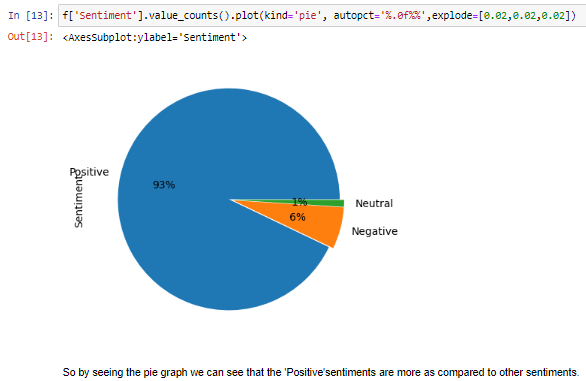 In [13]: f['Sentiment'].value_counts().plot(kind='pie', autopct='%.0f%%',explode=[0.02,0.02,0.02])
Out[13]: <AxesSubplot:ylabel='Sentiment'>
Positive
93%
Sentiment
1%
Neutral
6%
Negative
So by seeing the pie graph we can see that the 'Positive'sentiments are more as compared to other sentiments.